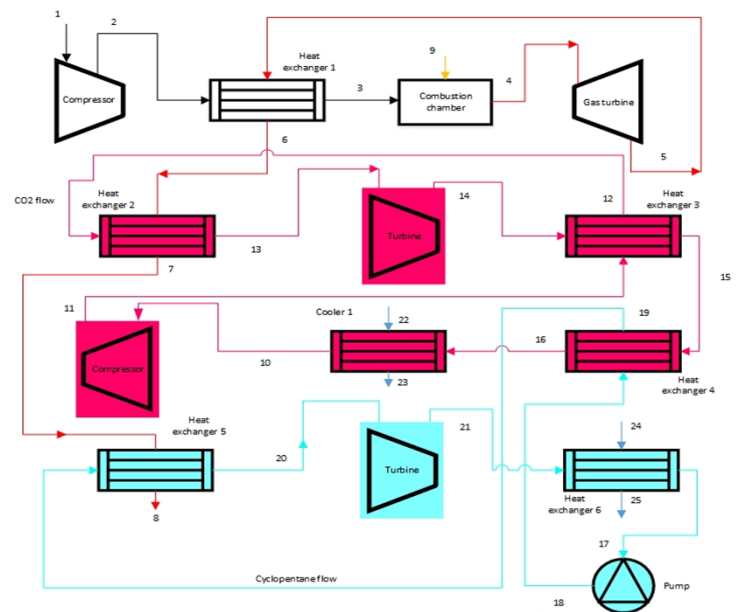 1
2
Heat
exchanger 1
9
Compressor
3
Combustion
chamber
4
Gas turbine
6
5
CO2 flow
Heat
exchanger 2
14
12
Heat
exchanger 3
13
Turbine
7
15
11
Cooler 1
22
19
10
16
Compressor
23
Heat
exchanger 4
Heat
exchanger 5
21
24
20
Turbine
8
Heat
exchanger 6
25
17
Cyclopentane flow
Pump
18